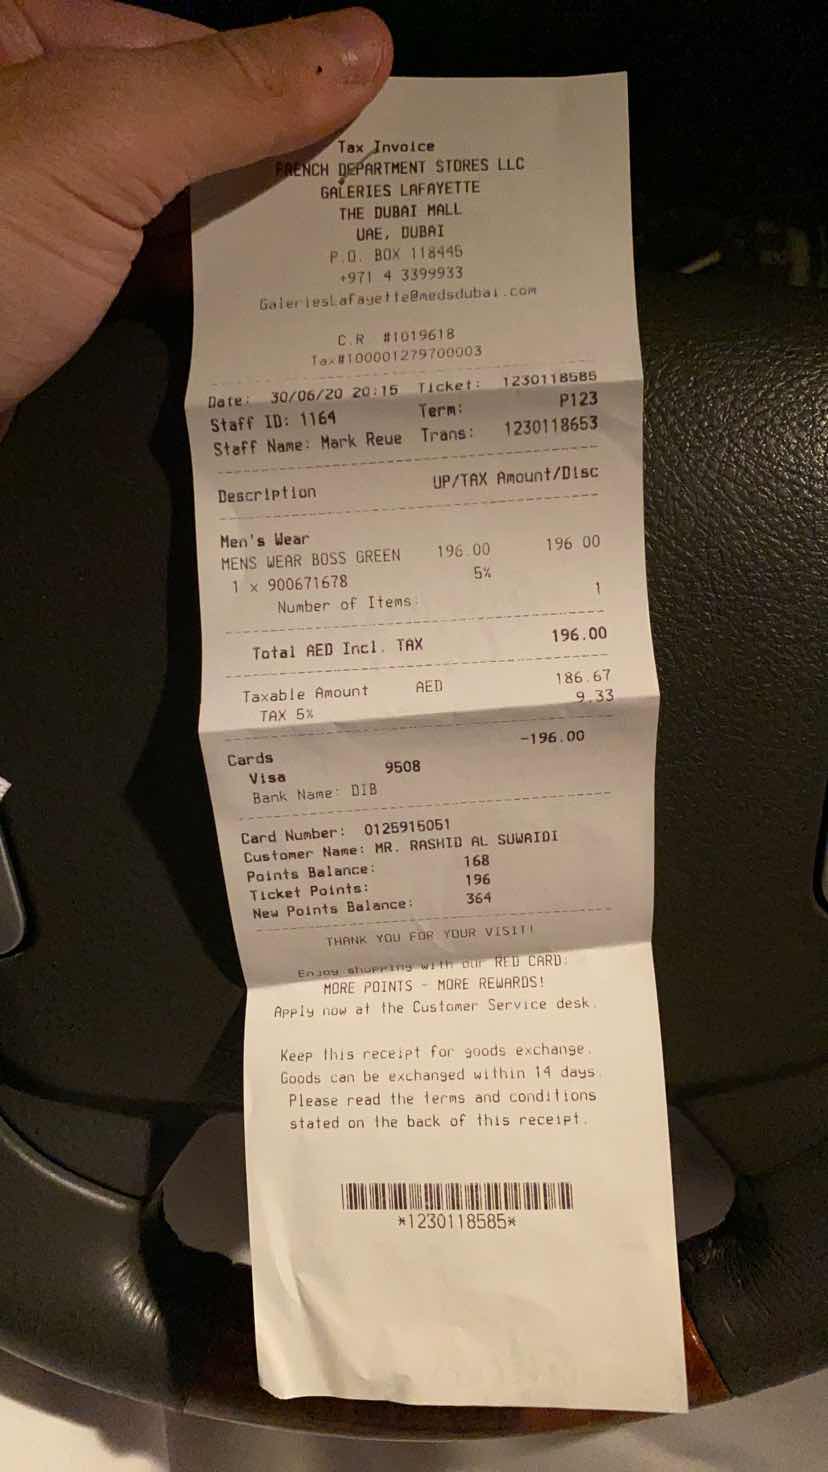 Tax Invoice
FRENCH DEPARTMENT STORES LLC
GALERIES LAFAYETTE
THE DUBAI MALL
UAE, DUBAI
P.O. BOX 118445
+971 4 3399933
GaleriesLafayette@medsdubai.com
C.R #1019618
Tax#100001279700003
Date: 30/06/20 20:15 Ticket: 1230118585
Staff ID: 1164 Term: P123
Staff Name: Mark Reue Trans: 1230118653
Description UP/TAX Amount/Disc
Men's Wear
MENS WEAR BOSS GREEN 196.00 196 00
1 x 900671678 5%
Number of Items: 1
Total AED Incl. TAX 196.00
Taxable Amount AED 186.67
TAX 5% 9.33
Cards -196.00
Visa 9508
Bank Name: DIB
Card Number: 0125915051
Customer Name: MR. RASHID AL SUWAIDI
Points Balance: 168
Ticket Points: 196
New Points Balance: 364
THANK YOU FOR YOUR VISIT!
Enjoy shopping with our RED CARD.
MORE POINTS - MORE REWARDS!
Apply now at the Customer Service desk.
Keep this receipt for goods exchange.
Goods can be exchanged within 14 days.
Please read the terms and conditions
stated on the back of this receipt.
*1230118585*